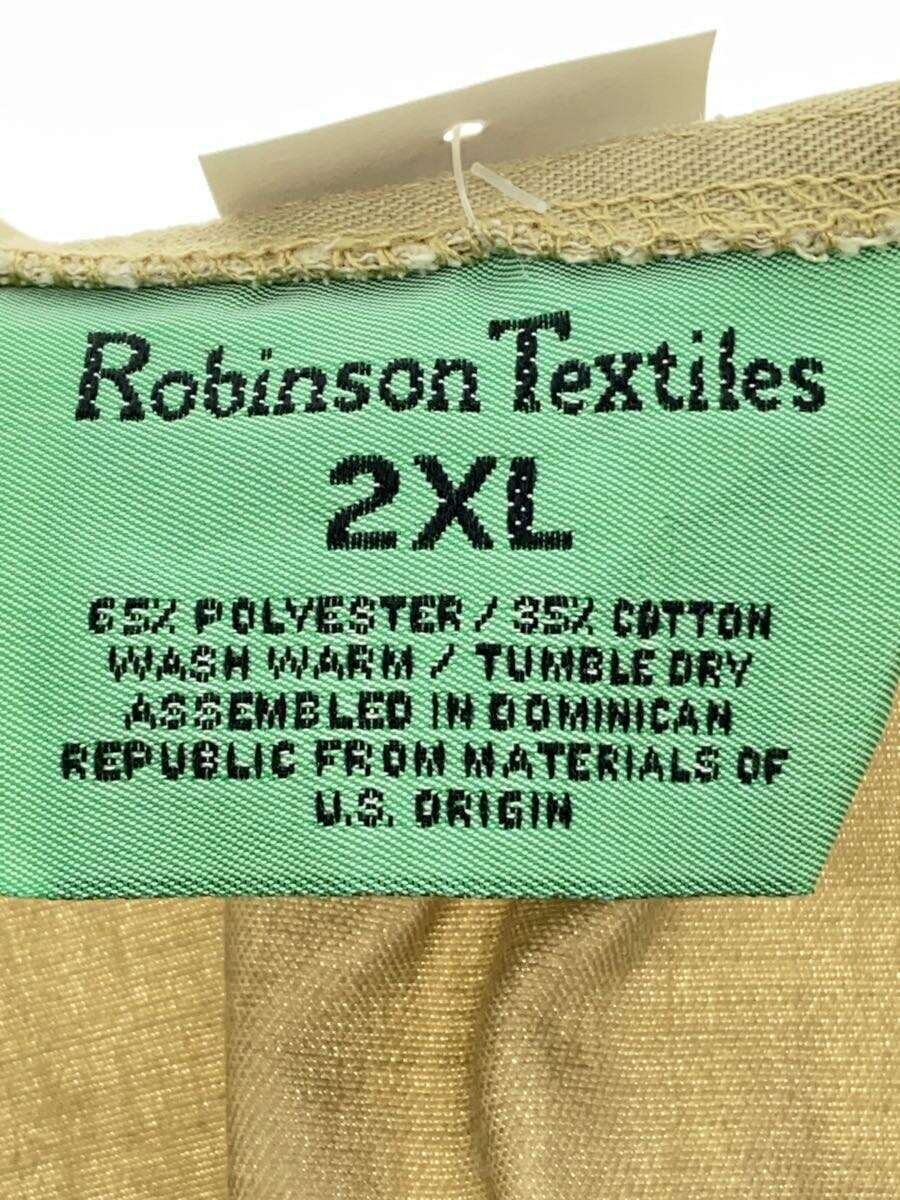 Robinson Textiles
2XL
65% POLYESTER / 35% COTTON
WASH WARM / TUMBLE DRY
ASSEMBLED IN DOMINICAN
REPUBLIC FROM MATERIALS OF
U.S. ORIGIN